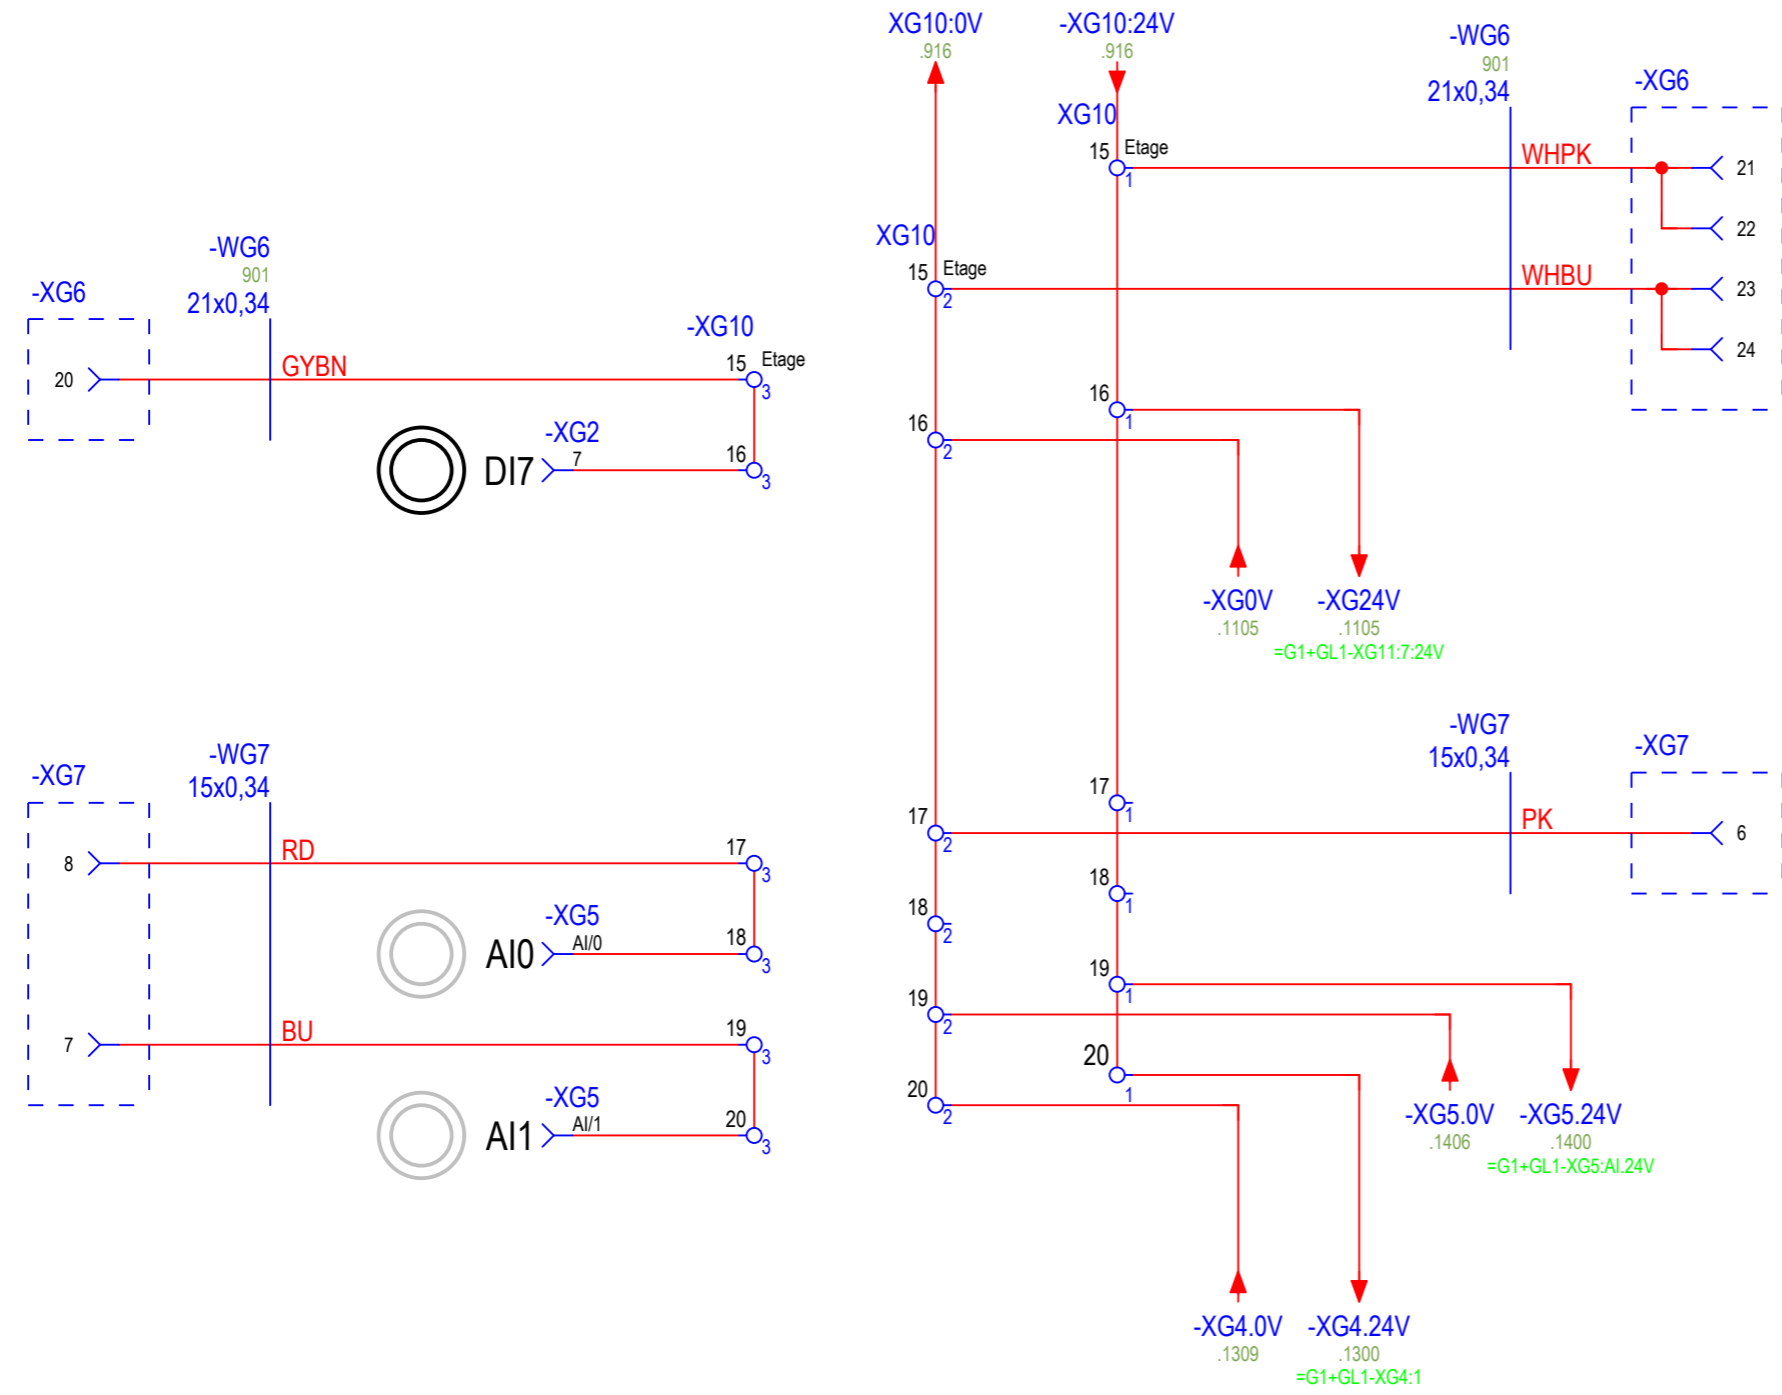 XG10:0V
.916
-XG10:24V
.916
-WG6
901
21x0,34
-XG6
XG10
15 Etage
1
WHPK
21
22
XG10
15 Etage
2
WHBU
23
24
-XG6
-WG6
901
21x0,34
-XG10
20
GYBN
15 Etage
3
DI7
-XG2
7
16
3
16
1
16
2
-XG0V
.1105
-XG24V
.1105
=G1+GL1-XG11:7:24V
-WG7
15x0,34
-XG7
17
1
17
2
PK
6
18
1
18
2
19
1
19
2
20
1
20
2
-XG7
-WG7
15x0,34
8
RD
17
3
AI0
-XG5
AI/0
18
3
7
BU
19
3
AI1
-XG5
AI/1
20
3
-XG5.0V
.1406
-XG5.24V
.1400
=G1+GL1-XG5:AI.24V
-XG4.0V
.1309
-XG4.24V
.1300
=G1+GL1-XG4:1